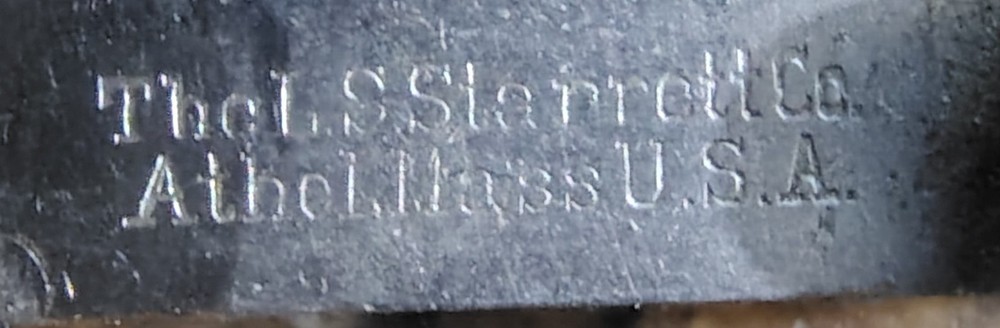 The L.S. Starrett Co.
Athol. Mass U.S.A.